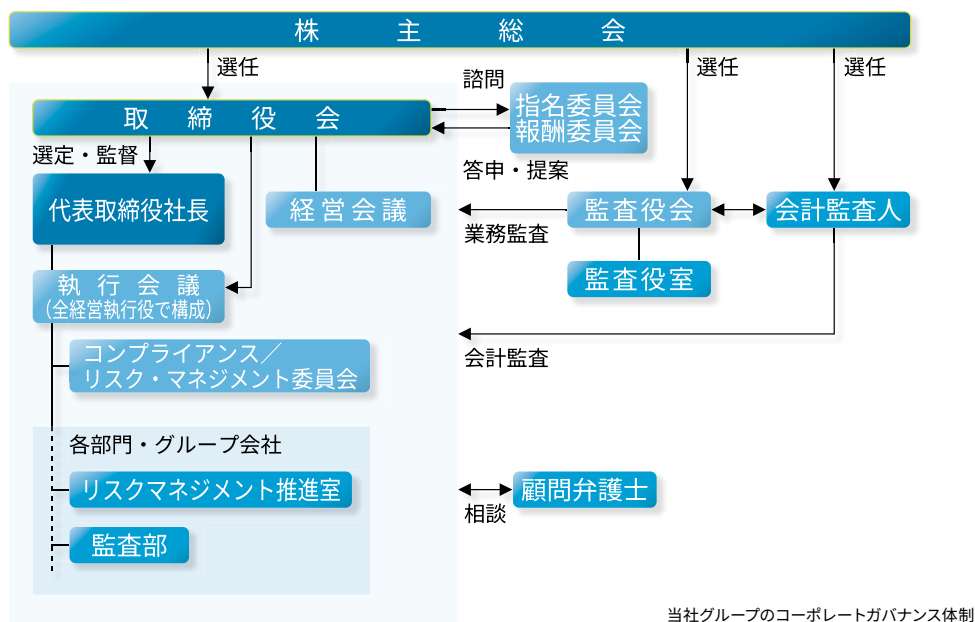 株主総会
選任
選任
選任
取締役会
諮問
指名委員会
報酬委員会
答申・提案
選定・監督
代表取締役社長
経営会議
監査役会
会計監査人
業務監査
監査役室
執行会議
（全経営執行役で構成）
会計監査
コンプライアンス／
リスク・マネジメント委員会
各部門・グループ会社
リスクマネジメント推進室
顧問弁護士
相談
監査部
当社グループのコーポレートガバナンス体制